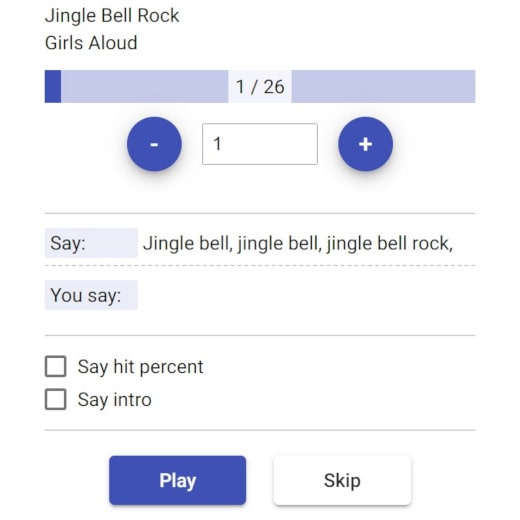 Jingle Bell Rock
Girls Aloud
1 / 26
- 1 +
Say: Jingle bell, jingle bell, jingle bell rock,
You say:
Say hit percent
Say intro
Play Skip